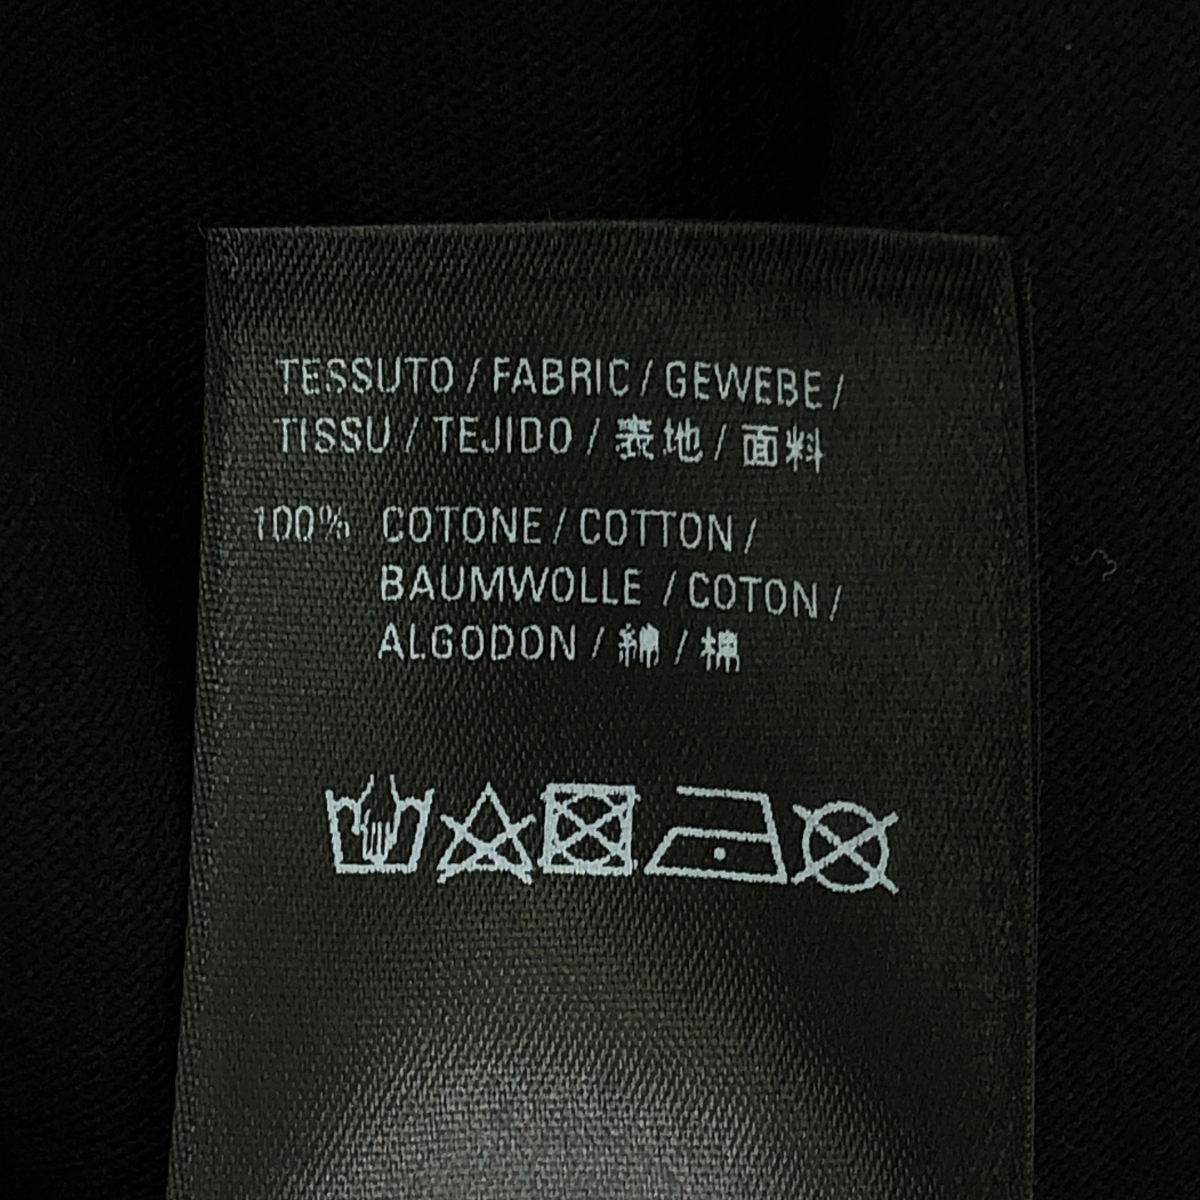 TESSUTO / FABRIC / GEWEBE /
TISSU / TEJIDO / 表地 / 面料
100% COTONE / COTTON /
BAUMWOLLE / COTON /
ALGODON / 綿 / 棉